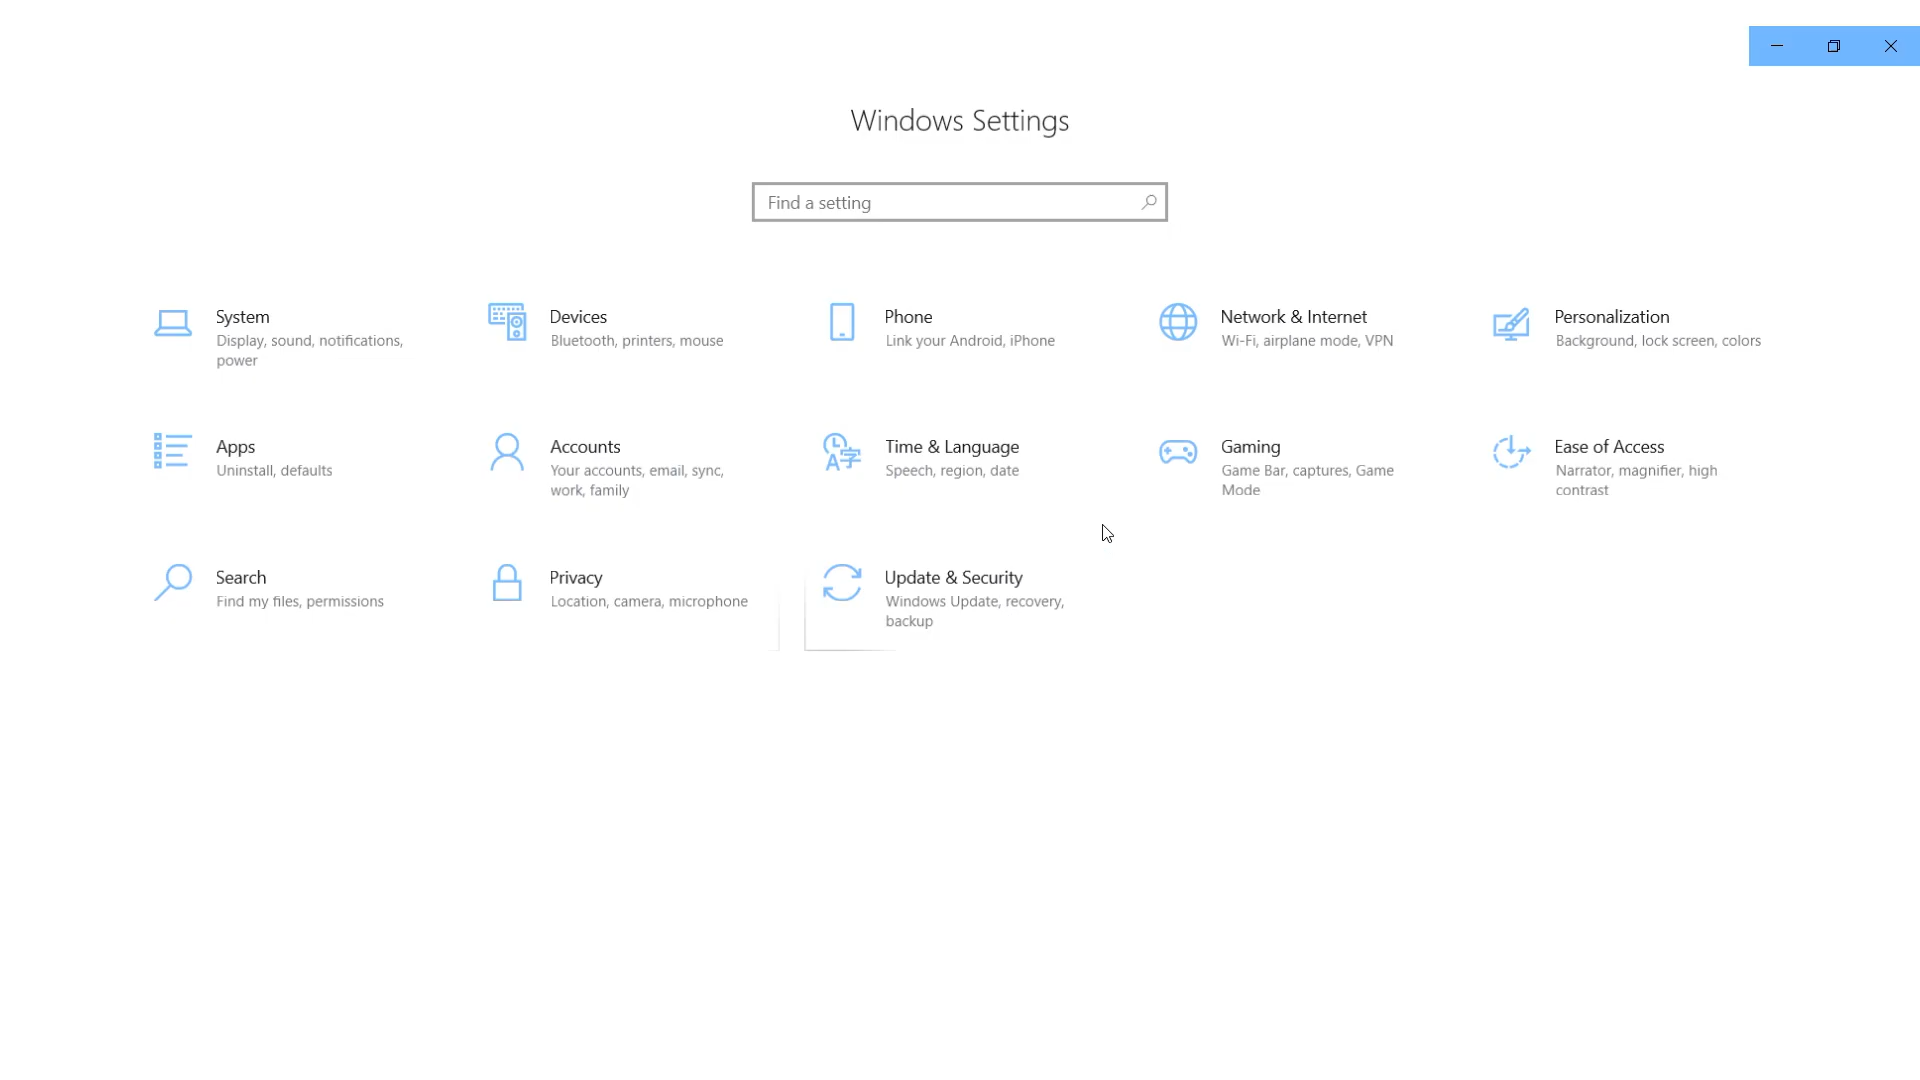 Windows Settings
Find a setting
System
Display, sound, notifications,
power
Devices
Bluetooth, printers, mouse
Phone
Link your Android, iPhone
Network & Internet
Wi-Fi, airplane mode, VPN
Personalization
Background, lock screen, colors
Apps
Uninstall, defaults
Accounts
Your accounts, email, sync,
work, family
Time & Language
Speech, region, date
Gaming
Game Bar, captures, Game
Mode
Ease of Access
Narrator, magnifier, high
contrast
Search
Find my files, permissions
Privacy
Location, camera, microphone
Update & Security
Windows Update, recovery,
backup